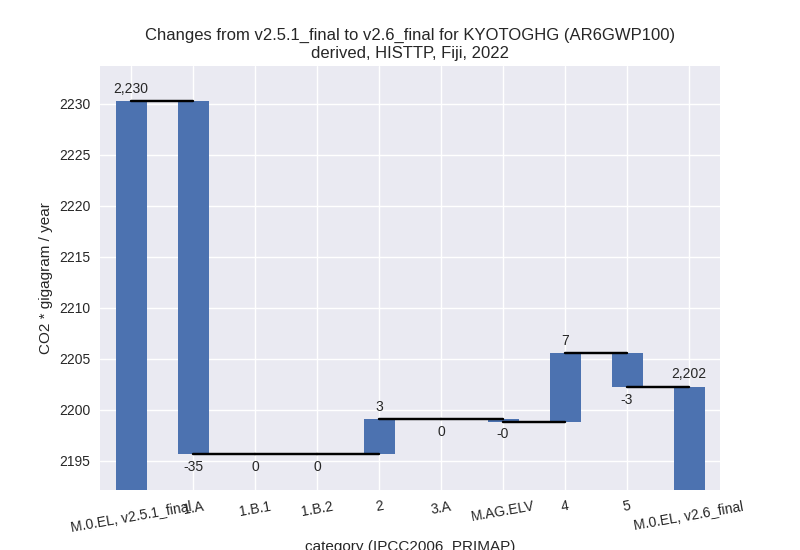 Changes from v2.5.1_final to v2.6_final for KYOTOGHG (AR6GWP100)
derived, HISTTP, Fiji, 2022
CO2 * gigagram / year
2230
2225
2220
2215
2210
2205
2200
2195
2,230
-35
0
0
3
0
-0
7
-3
2,202
M.0.EL, v2.5.1_final
1.A
1.B.1
1.B.2
2
3.A
M.AG.ELV
4
5
M.0.EL, v2.6_final
category (IPCC2006_PRIMAP)